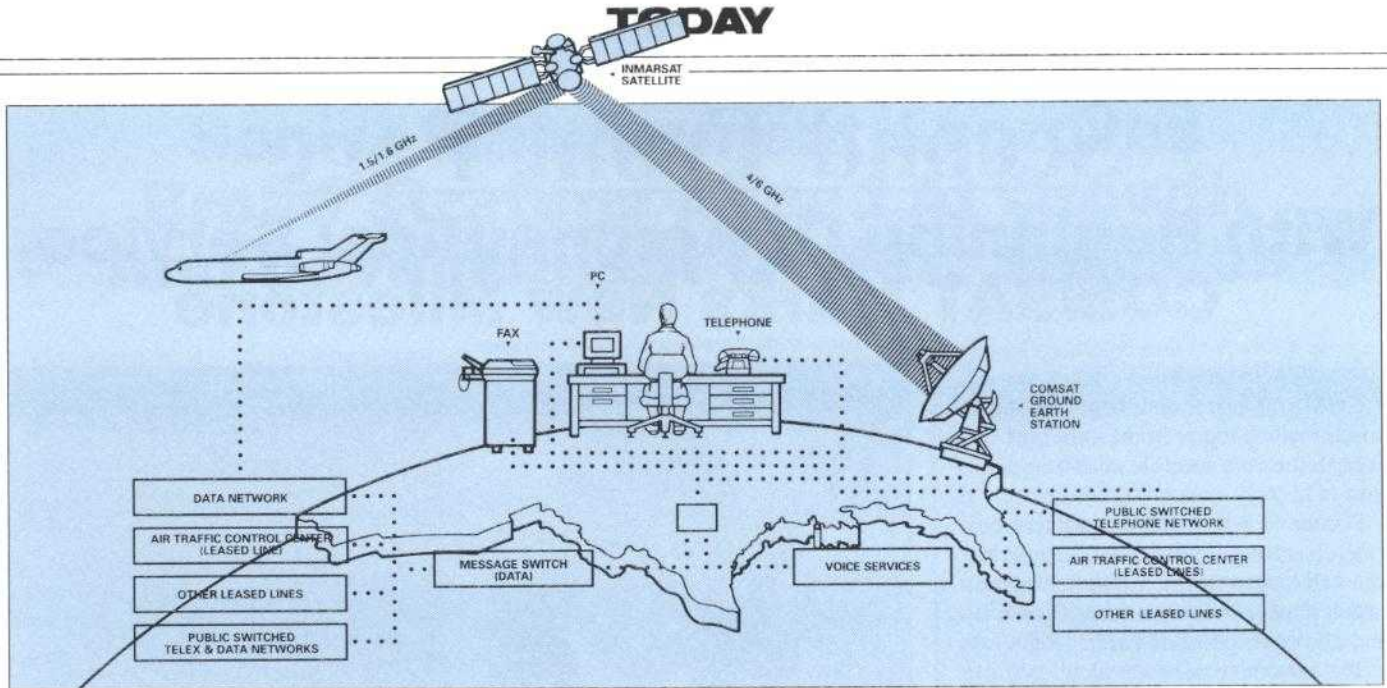 TODAY
INMARSAT
SATELLITE
1.5/1.6 GHz
4/6 GHz
PC
FAX
TELEPHONE
COMSAT
GROUND
EARTH
STATION
DATA NETWORK
AIR TRAFFIC CONTROL CENTER
(LEASED LINE)
OTHER LEASED LINES
PUBLIC SWITCHED
TELEX & DATA NETWORKS
MESSAGE SWITCH
(DATA)
VOICE SERVICES
PUBLIC SWITCHED
TELEPHONE NETWORK
AIR TRAFFIC CONTROL CENTER
(LEASED LINES)
OTHER LEASED LINES